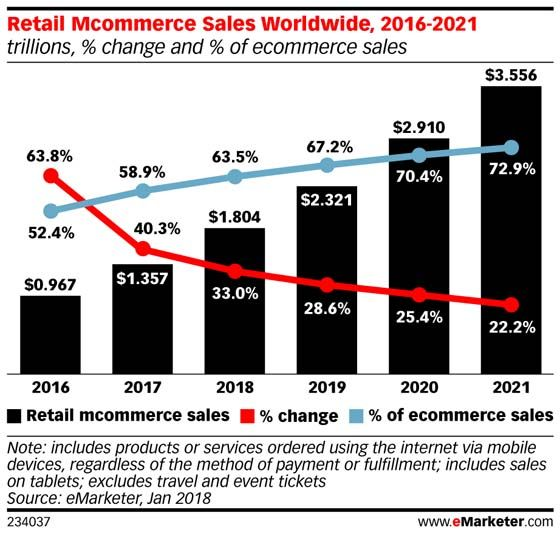 Retail Mcommerce Sales Worldwide, 2016-2021
trillions, % change and % of ecommerce sales
$3.556
$2.910
63.8%
58.9%
63.5%
67.2%
70.4%
72.9%
52.4%
40.3%
$1.804
$2.321
$0.967
$1.357
33.0%
28.6%
25.4%
22.2%
2016 2017 2018 2019 2020 2021
Retail mcommerce sales % change % of ecommerce sales
Note: includes products or services ordered using the internet via mobile
devices, regardless of the method of payment or fulfillment; includes sales
on tablets; excludes travel and event tickets
Source: eMarketer, Jan 2018
234037 www.eMarketer.com